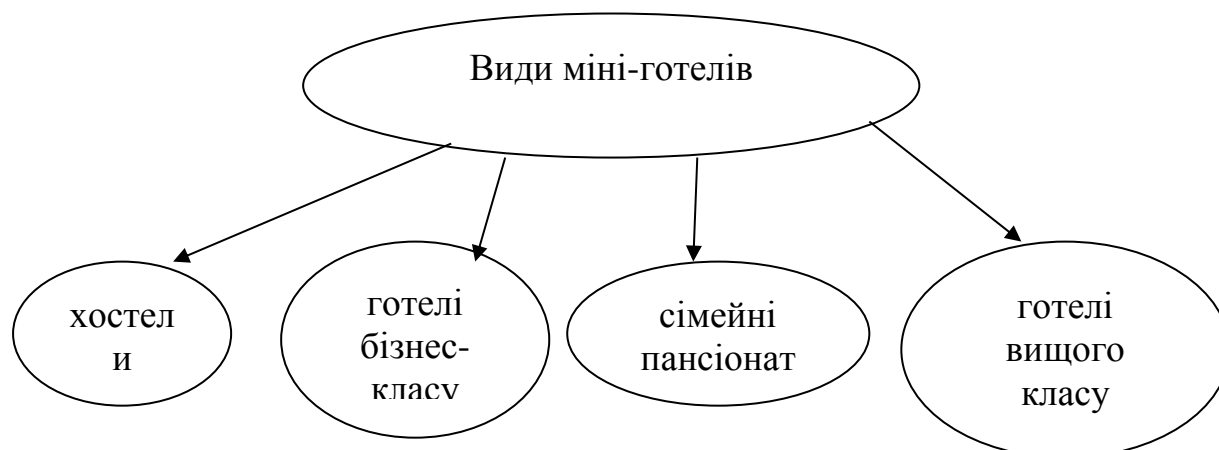 Види міні-готелів
хостел
и
готелі
бізнес-
класу
сімейні
пансіонат
готелі
вищого
класу